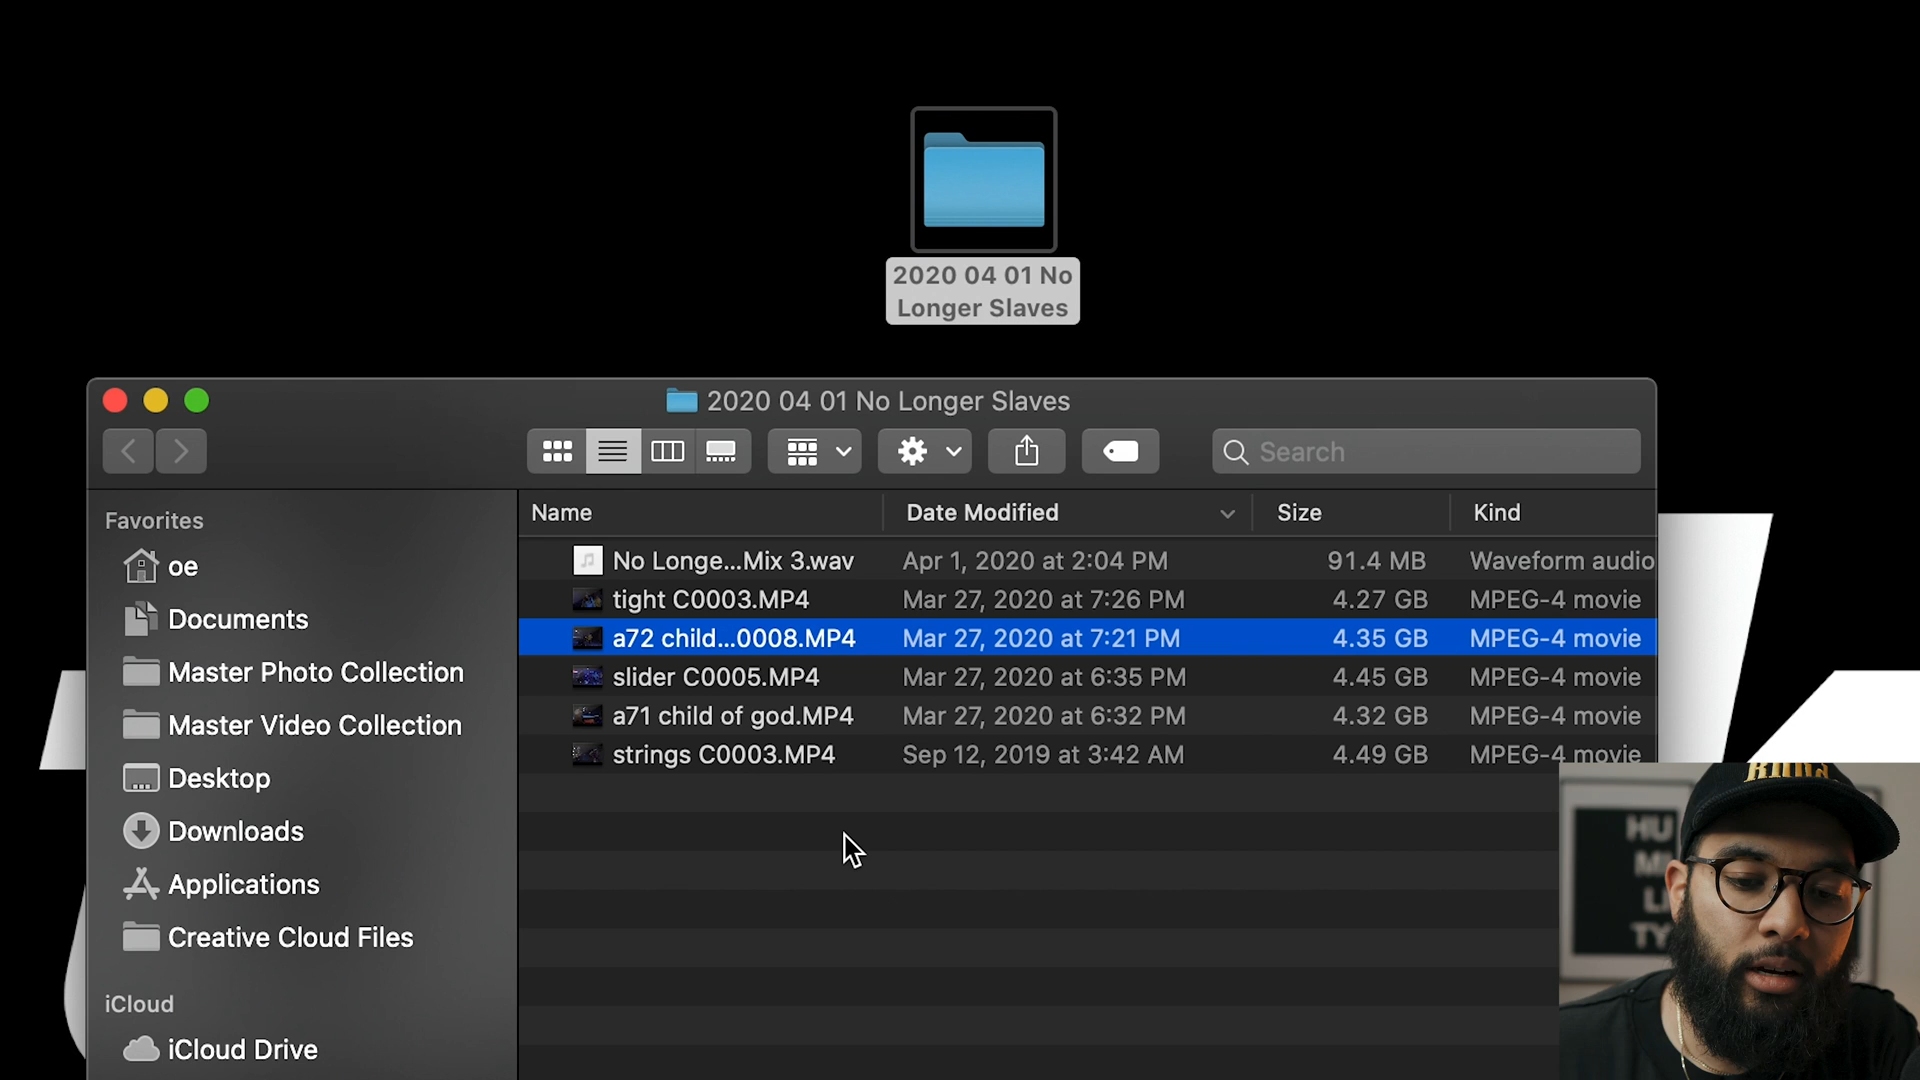 2020 04 01 No
Longer Slaves
2020 04 01 No Longer Slaves
Search
Favorites
oe
Documents
Master Photo Collection
Master Video Collection
Desktop
Downloads
Applications
Creative Cloud Files
iCloud
iCloud Drive
Name Date Modified Size Kind
No Longe...Mix 3.wav Apr 1, 2020 at 2:04 PM 91.4 MB Waveform audio
tight C0003.MP4 Mar 27, 2020 at 7:26 PM 4.27 GB MPEG-4 movie
a72 child...0008.MP4 Mar 27, 2020 at 7:21 PM 4.35 GB MPEG-4 movie
slider C0005.MP4 Mar 27, 2020 at 6:35 PM 4.45 GB MPEG-4 movie
a71 child of god.MP4 Mar 27, 2020 at 6:32 PM 4.32 GB MPEG-4 movie
strings C0003.MP4 Sep 12, 2019 at 3:42 AM 4.49 GB MPEG-4 movie
HU
MI
LI
TY